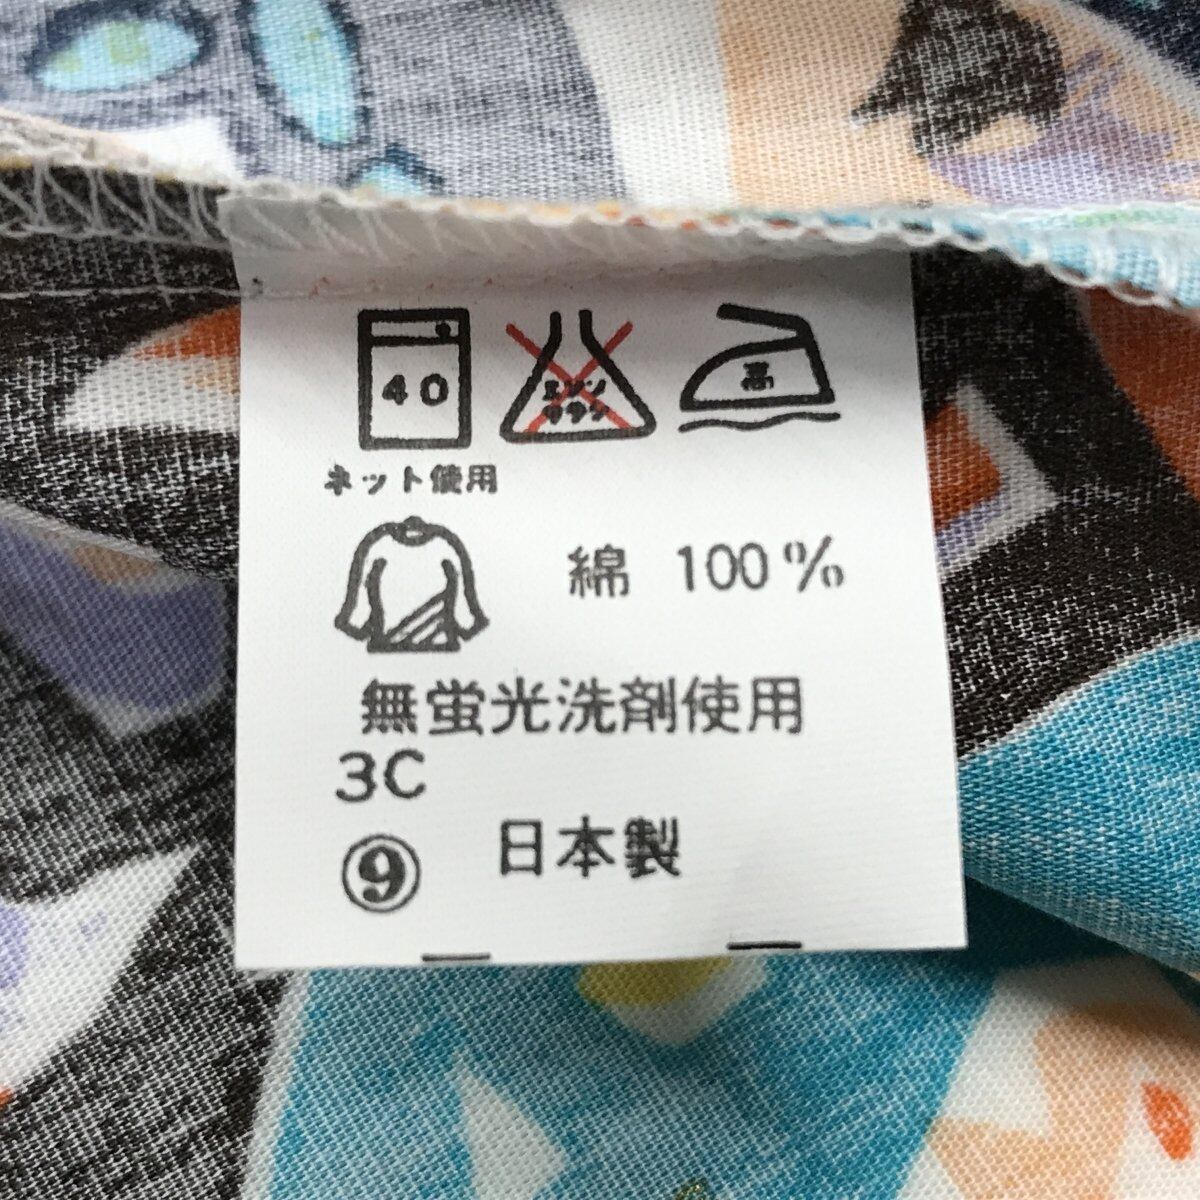 40 エンソサラシ 高
ネット使用
綿 100%
無蛍光洗剤使用
3C
⑨ 日本製